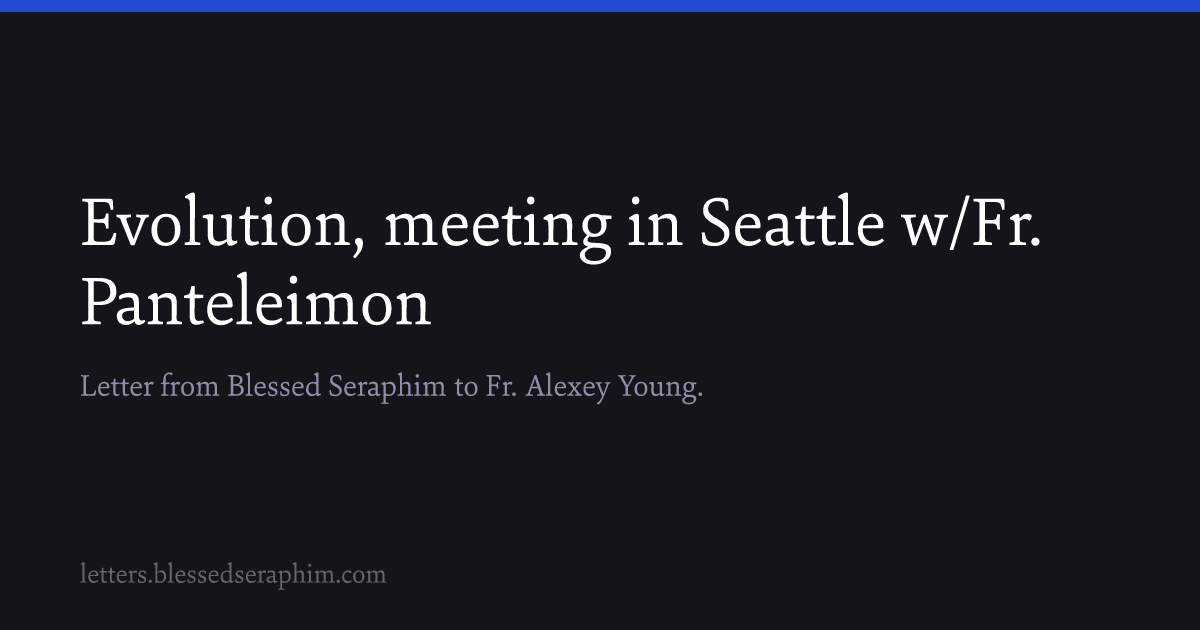 Evolution, meeting in Seattle w/Fr.
Panteleimon
Letter from Blessed Seraphim to Fr. Alexey Young.
letters.blessedseraphim.com